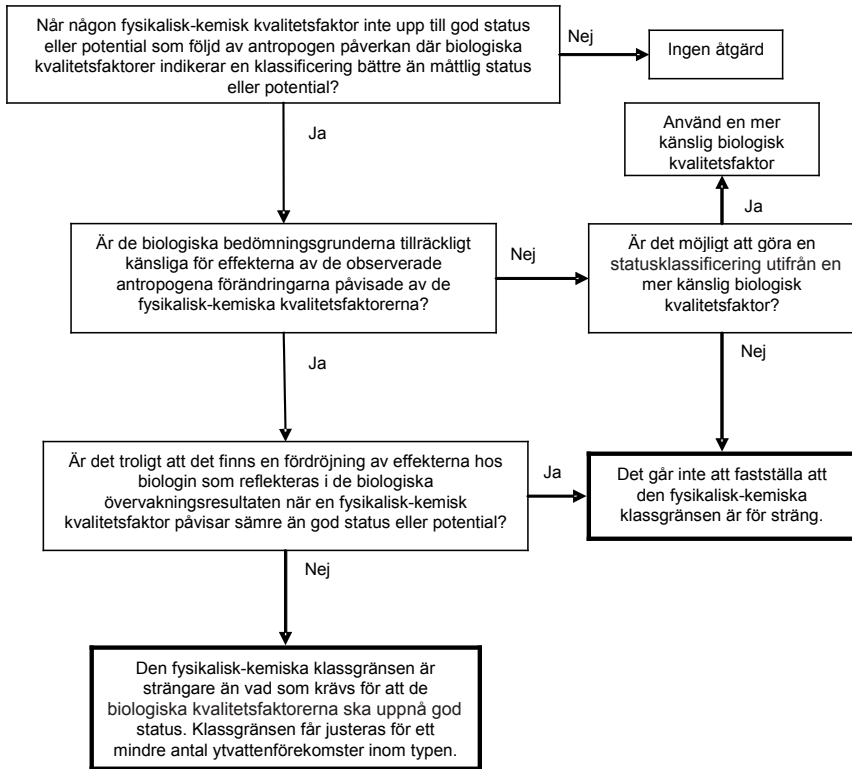 Når någon fysikalisk-kemisk kvalitetsfaktor inte upp till god status
eller potential som följd av antropogen påverkan där biologiska
kvalitetsfaktorer indikerar en klassificering bättre än måttlig status
eller potential?
Nej
Ingen åtgärd
Ja
Använd en mer
känslig biologisk
kvalitetsfaktor
Ja
Är de biologiska bedömningsgrunderna tillräckligt
känsliga för effekterna av de observerade
antropogena förändringarna påvisade av de
fysikalisk-kemiska kvalitetsfaktorerna?
Nej
Är det möjligt att göra en
statusklassificering utifrån en
mer känslig biologisk
kvalitetsfaktor?
Ja
Nej
Är det troligt att det finns en fördröjning av effekterna hos
biologin som reflekteras i de biologiska
övervakningsresultaten när en fysikalisk-kemisk
kvalitetsfaktor påvisar sämre än god status eller potential?
Ja
Det går inte att fastställa att
den fysikalisk-kemiska
klassgränsen är för sträng.
Nej
Den fysikalisk-kemiska klassgränsen är
strängare än vad som krävs för att de
biologiska kvalitetsfaktorerna ska uppnå god
status. Klassgränsen får justeras för ett
mindre antal ytvattenförekomster inom typen.